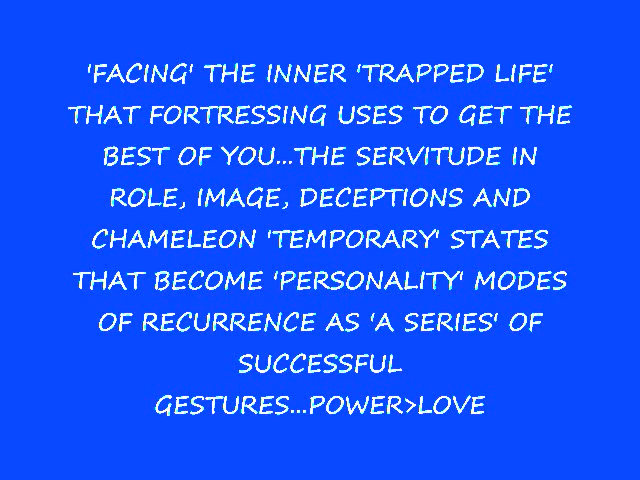 'FACING' THE INNER 'TRAPPED LIFE'
THAT FORTRESSING USES TO GET THE
BEST OF YOU...THE SERVITUDE IN
ROLE, IMAGE, DECEPTIONS AND
CHAMELEON 'TEMPORARY' STATES
THAT BECOME 'PERSONALITY' MODES
OF RECURRENCE AS 'A SERIES' OF
SUCCESSFUL
GESTURES...POWER>LOVE